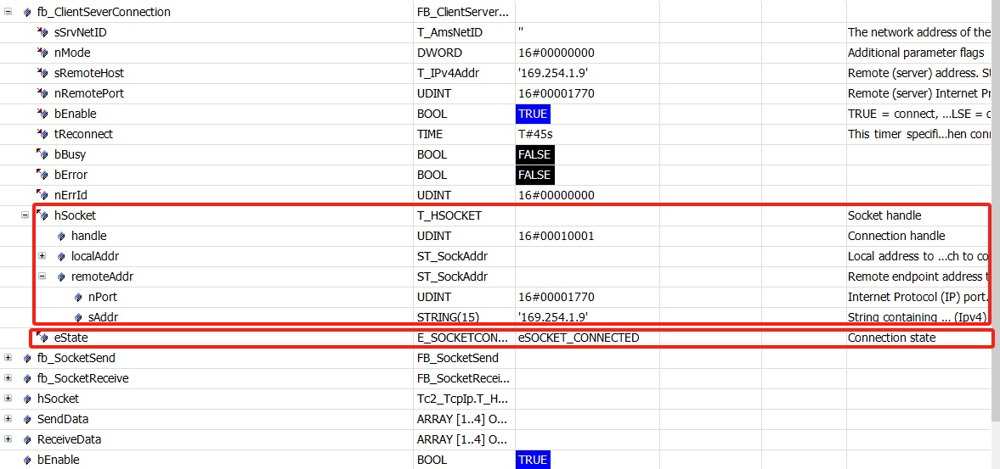 fb_ClientSeverConnection FB_ClientServer...
sSrvNetID T_AmsNetID '' The network address of the
nMode DWORD 16#00000000 Additional parameter flags
sRemoteHost T_IPv4Addr '169.254.1.9' Remote (server) address. St
nRemotePort UDINT 16#00001770 Remote (server) Internet Pr
bEnable BOOL TRUE TRUE = connect, ...LSE = c
tReconnect TIME T#45s This timer specifi...hen conn
bBusy BOOL FALSE
bError BOOL FALSE
nErrId UDINT 16#00000000
hSocket T_HSOCKET Socket handle
handle UDINT 16#00010001 Connection handle
localAddr ST_SockAddr Local address to ...ch to co
remoteAddr ST_SockAddr Remote endpoint address t
nPort UDINT 16#00001770 Internet Protocol (IP) port.
sAddr STRING(15) '169.254.1.9' String containing ... (Ipv4)
eState E_SOCKETCON... eSOCKET_CONNECTED Connection state
fb_SocketSend FB_SocketSend
fb_SocketReceive FB_SocketRecei...
hSocket Tc2_TcpIp.T_H...
SendData ARRAY [1..4] O...
ReceiveData ARRAY [1..4] O...
bEnable BOOL TRUE